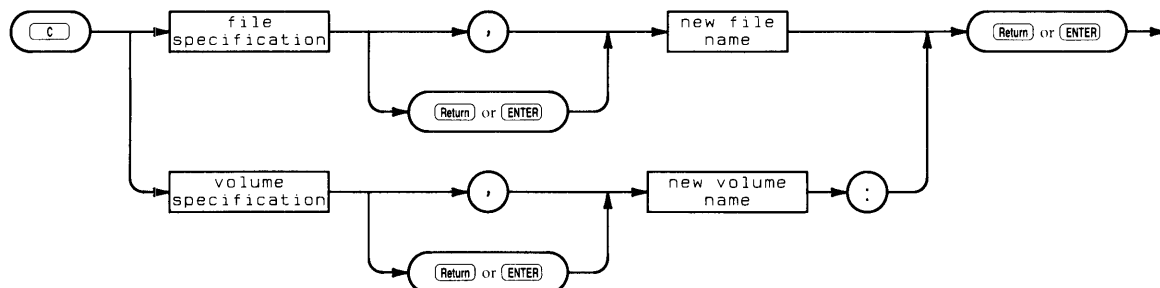 C
file
specification
,
new file
name
Return or ENTER
Return or ENTER
volume
specification
,
new volume
name
:
Return or ENTER